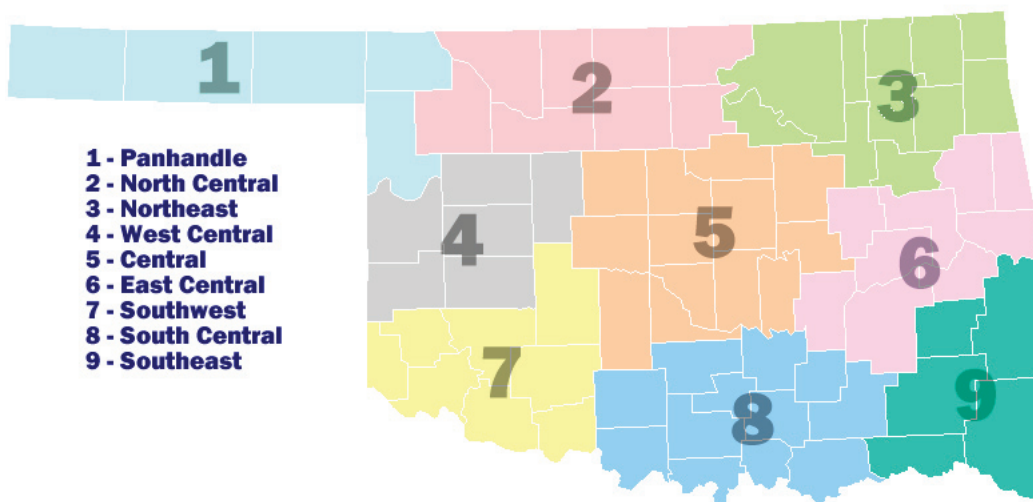 1
2
3
4
5
6
7
8
9
1 - Panhandle
2 - North Central
3 - Northeast
4 - West Central
5 - Central
6 - East Central
7 - Southwest
8 - South Central
9 - Southeast